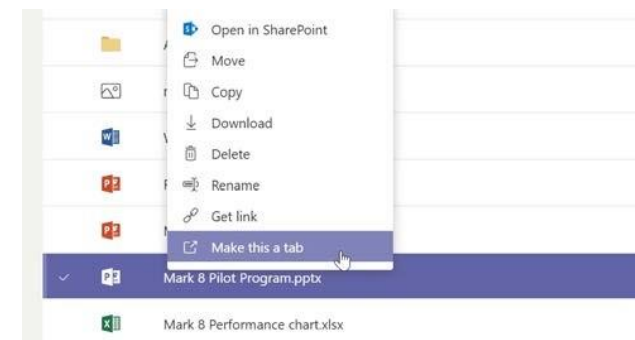 Open in SharePoint
Move
Copy
Download
Delete
Rename
Get link
Make this a tab
Mark 8 Pilot Program.pptx
Mark 8 Performance chart.xlsx